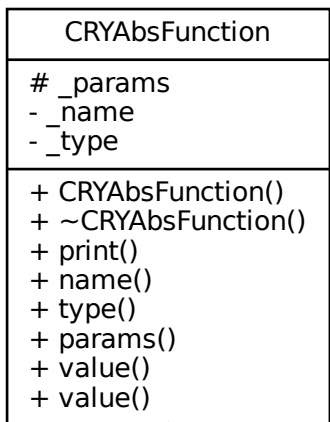 CRYAbsFunction
# _params
- _name
- _type
+ CRYAbsFunction()
+ ~CRYAbsFunction()
+ print()
+ name()
+ type()
+ params()
+ value()
+ value()